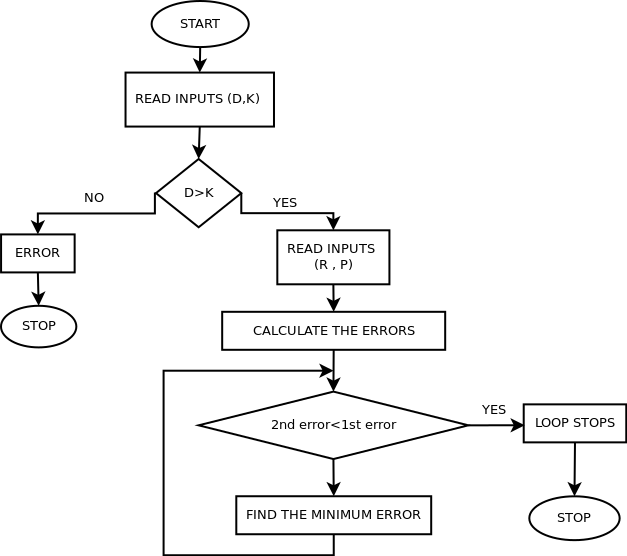 START
READ INPUTS (D,K)
D>K
NO
YES
ERROR
READ INPUTS
(R , P)
STOP
CALCULATE THE ERRORS
2nd error<1st error
YES
LOOP STOPS
FIND THE MINIMUM ERROR
STOP